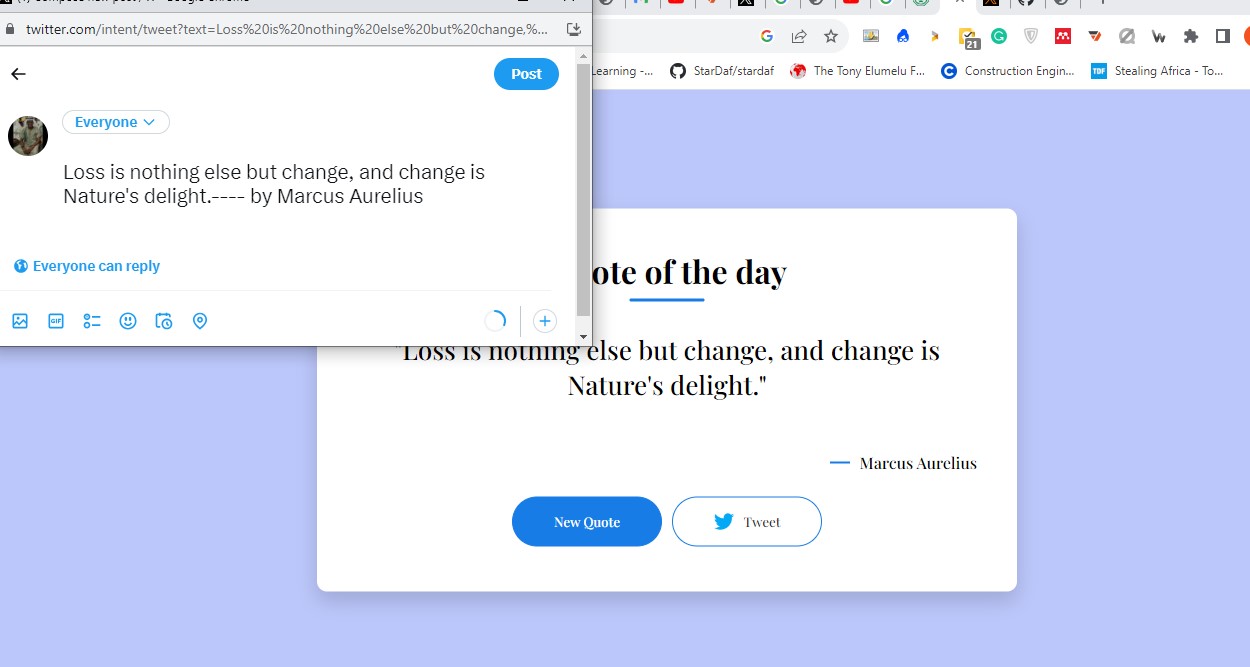 twitter.com/intent/tweet?text=Loss%20is%20nothing%20else%20but%20change,%...
Post
Everyone
Loss is nothing else but change, and change is
Nature's delight.---- by Marcus Aurelius
Everyone can reply
GIF
21
Learning -...
StarDaf/stardaf
The Tony Elumelu F...
Construction Engin...
TDF
Stealing Africa - To...
ote of the day
"Loss is nothing else but change, and change is
Nature's delight."
Marcus Aurelius
New Quote
Tweet